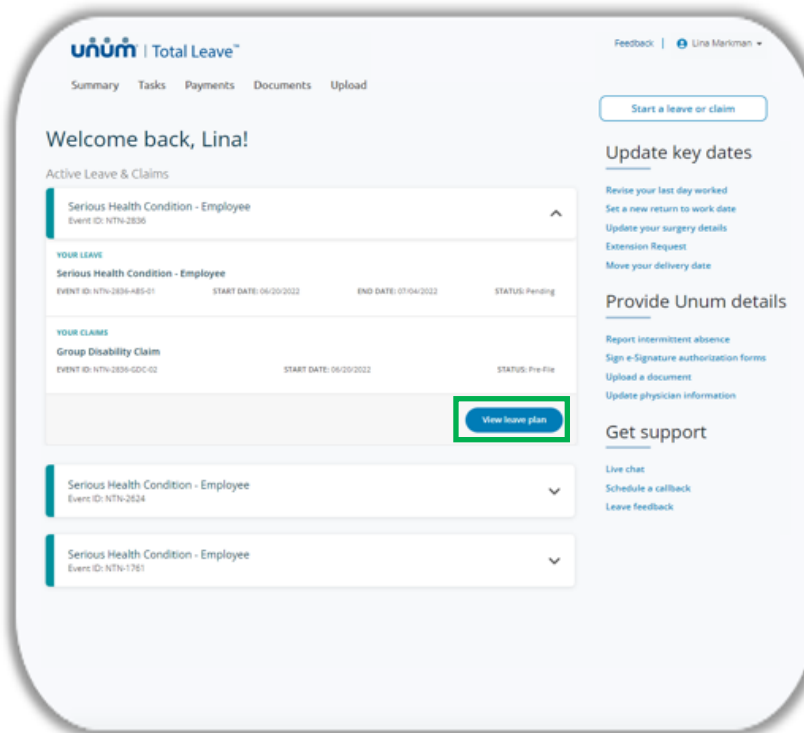 unum | Total Leave™
Feedback | Lina Markman
Summary Tasks Payments Documents Upload
Start a leave or claim
Welcome back, Lina!
Active Leave & Claims
Serious Health Condition - Employee
Event ID: NTN-2836
YOUR LEAVE
Serious Health Condition - Employee
EVENT ID: NTN-2836-ABS-01 START DATE: 06/20/2022 END DATE: 07/04/2022 STATUS: Pending
YOUR CLAIMS
Group Disability Claim
EVENT ID: NTN-2836-GDC-02 START DATE: 06/20/2022 STATUS: Pre-File
View leave plan
Serious Health Condition - Employee
Event ID: NTN-2624
Serious Health Condition - Employee
Event ID: NTN-1761
Update key dates
Revise your last day worked
Set a new return to work date
Update your surgery details
Extension Request
Move your delivery date
Provide Unum details
Report intermittent absence
Sign e-Signature authorization forms
Upload a document
Update physician information
Get support
Live chat
Schedule a callback
Leave feedback